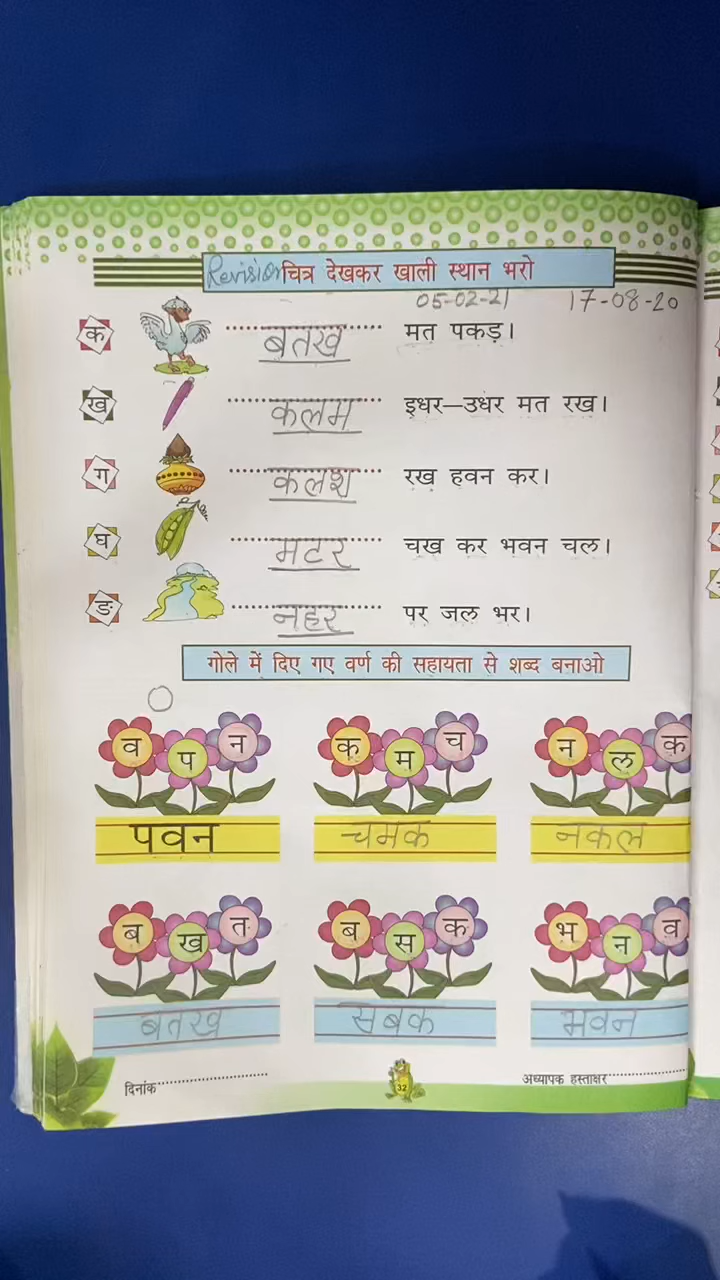 Revision चित्र देखकर खाली स्थान भरो
05-02-21 17-08-20
क बतख मत पकड़।
ख कलम इधर–उधर मत रख।
ग कलश रख हवन कर।
घ मटर चख कर भवन चल।
ङ नहर पर जल भर।
गोले में दिए गए वर्ण की सहायता से शब्द बनाओ
व प न क म च न ल क
पवन चमक नकल
ब ख त ब स क भ न व
बतख सबक भवन
दिनांक 32 अध्यापक हस्ताक्षर